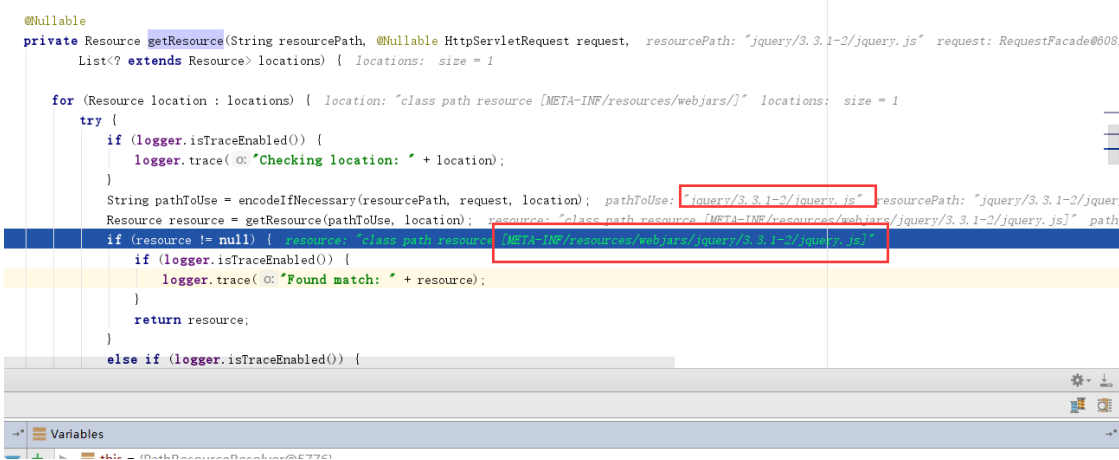 @Nullable
private Resource getResource(String resourcePath, @Nullable HttpServletRequest request,  resourcePath: "jquery/3.3.1-2/jquery.js"  request: RequestFacade@608
List<? extends Resource> locations) {  locations:  size = 1
for (Resource location : locations) {  location: "class path resource [META-INF/resources/webjars/]"  locations:  size = 1
try {
if (logger.isTraceEnabled()) {
logger.trace( o: "Checking location: " + location);
}
String pathToUse = encodeIfNecessary(resourcePath, request, location);  pathToUse: "jquery/3.3.1-2/jquery.js"  resourcePath: "jquery/3.3.1-2/jquery
Resource resource = getResource(pathToUse, location);  resource: "class path resource [META-INF/resources/webjars/jquery/3.3.1-2/jquery.js]"  path
if (resource != null) {  resource: "class path resource [META-INF/resources/webjars/jquery/3.3.1-2/jquery.js]"
if (logger.isTraceEnabled()) {
logger.trace( o: "Found match: " + resource);
}
return resource;
}
else if (logger.isTraceEnabled()) {
Variables
this = {PathResourceResolver@5776}